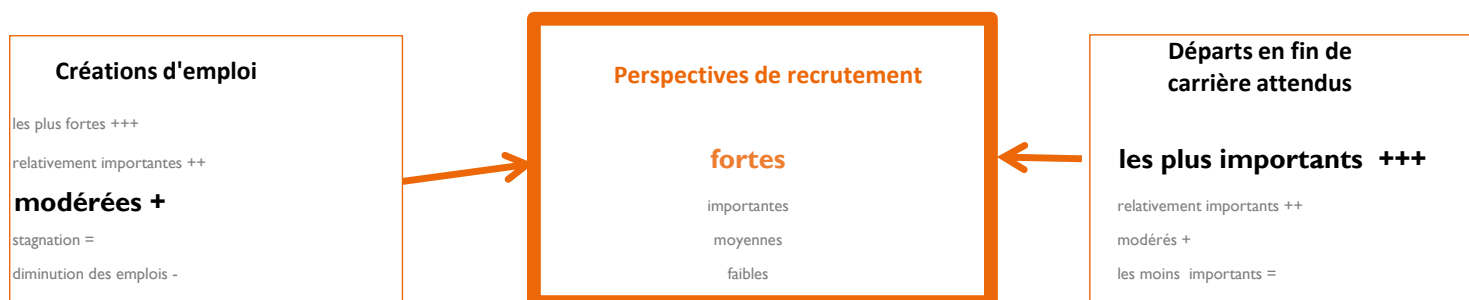 Créations d'emploi
les plus fortes +++
relativement importantes ++
modérées +
stagnation =
diminution des emplois -
Perspectives de recrutement
fortes
importantes
moyennes
faibles
Départs en fin de
carrière attendus
les plus importants +++
relativement importants ++
modérés +
les moins importants =